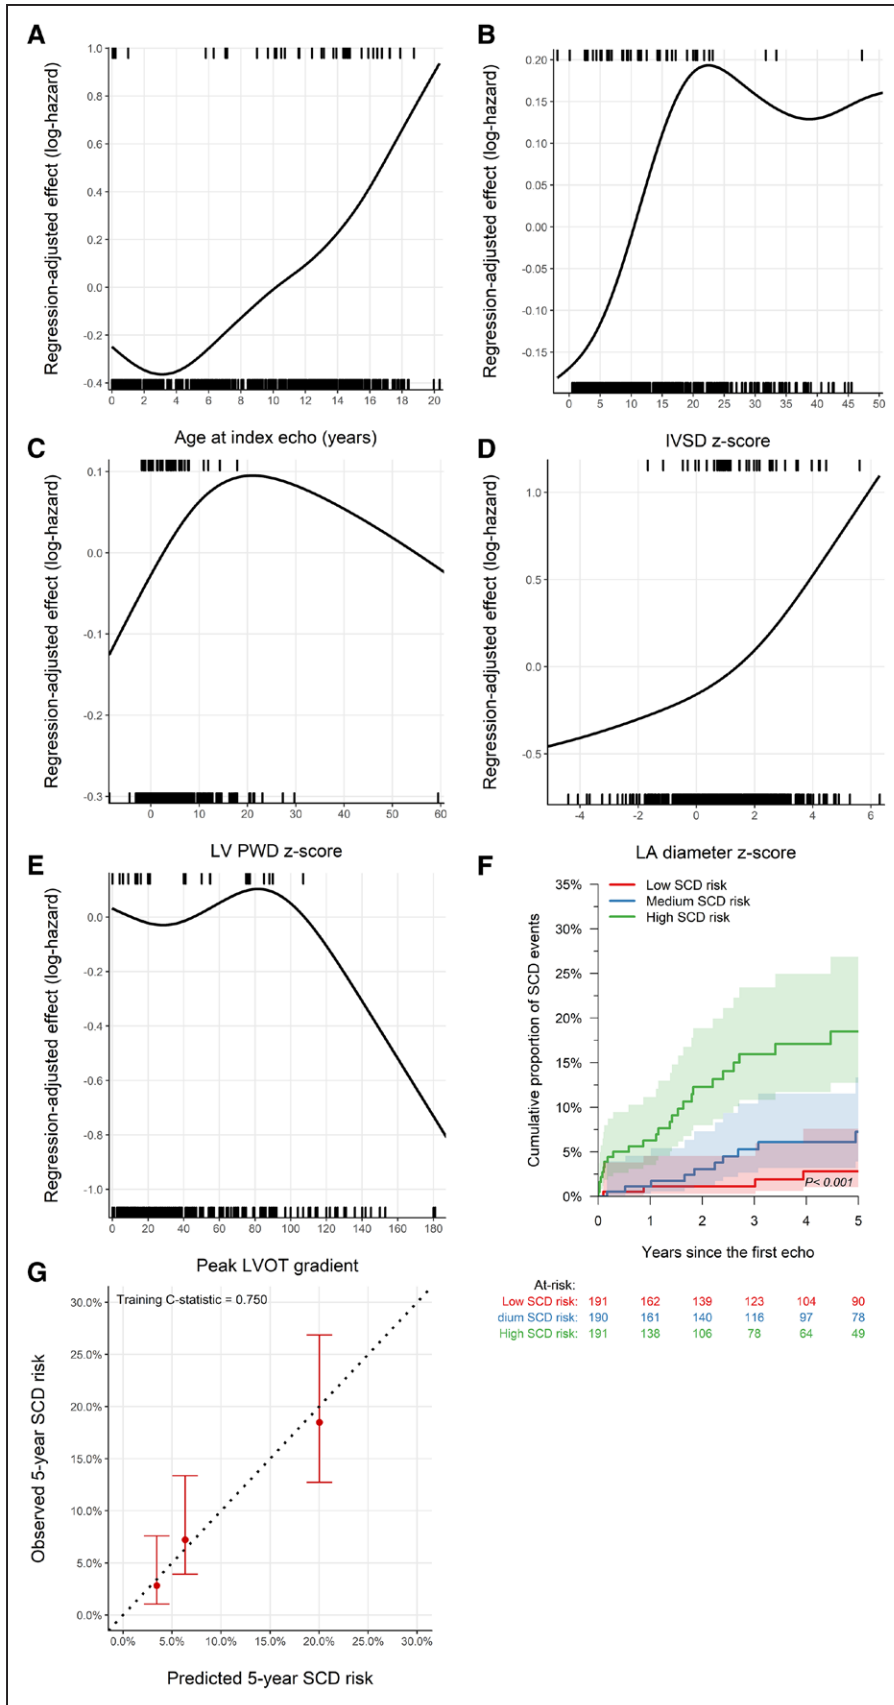 A
Regression-adjusted effect (log-hazard)
1.0
0.8
0.6
0.4
0.2
0.0
-0.2
-0.4
0 2 4 6 8 10 12 14 16 18 20
Age at index echo (years)
B
Regression-adjusted effect (log-hazard)
0.20
0.15
0.10
0.05
0.00
-0.05
-0.10
-0.15
0 5 10 15 20 25 30 35 40 45 50
IVSD z-score
C
Regression-adjusted effect (log-hazard)
0.1
0.0
-0.1
-0.2
-0.3
0 10 20 30 40 50 60
LV PWD z-score
D
Regression-adjusted effect (log-hazard)
1.0
0.5
0.0
-0.5
-4 -2 0 2 4 6
LA diameter z-score
E
Regression-adjusted effect (log-hazard)
0.0
-0.2
-0.4
-0.6
-0.8
-1.0
0 20 40 60 80 100 120 140 160 180
Peak LVOT gradient
F
Cumulative proportion of SCD events
35%
30%
25%
20%
15%
10%
5%
0%
Low SCD risk
Medium SCD risk
High SCD risk
P< 0.001
0 1 2 3 4 5
Years since the first echo
At-risk:
Low SCD risk: 191 162 139 123 104 90
dium SCD risk: 190 161 140 116 97 78
High SCD risk: 191 138 106 78 64 49
G
Training C-statistic = 0.750
Observed 5-year SCD risk
30.0%
25.0%
20.0%
15.0%
10.0%
5.0%
0.0%
0.0% 5.0% 10.0% 15.0% 20.0% 25.0% 30.0%
Predicted 5-year SCD risk